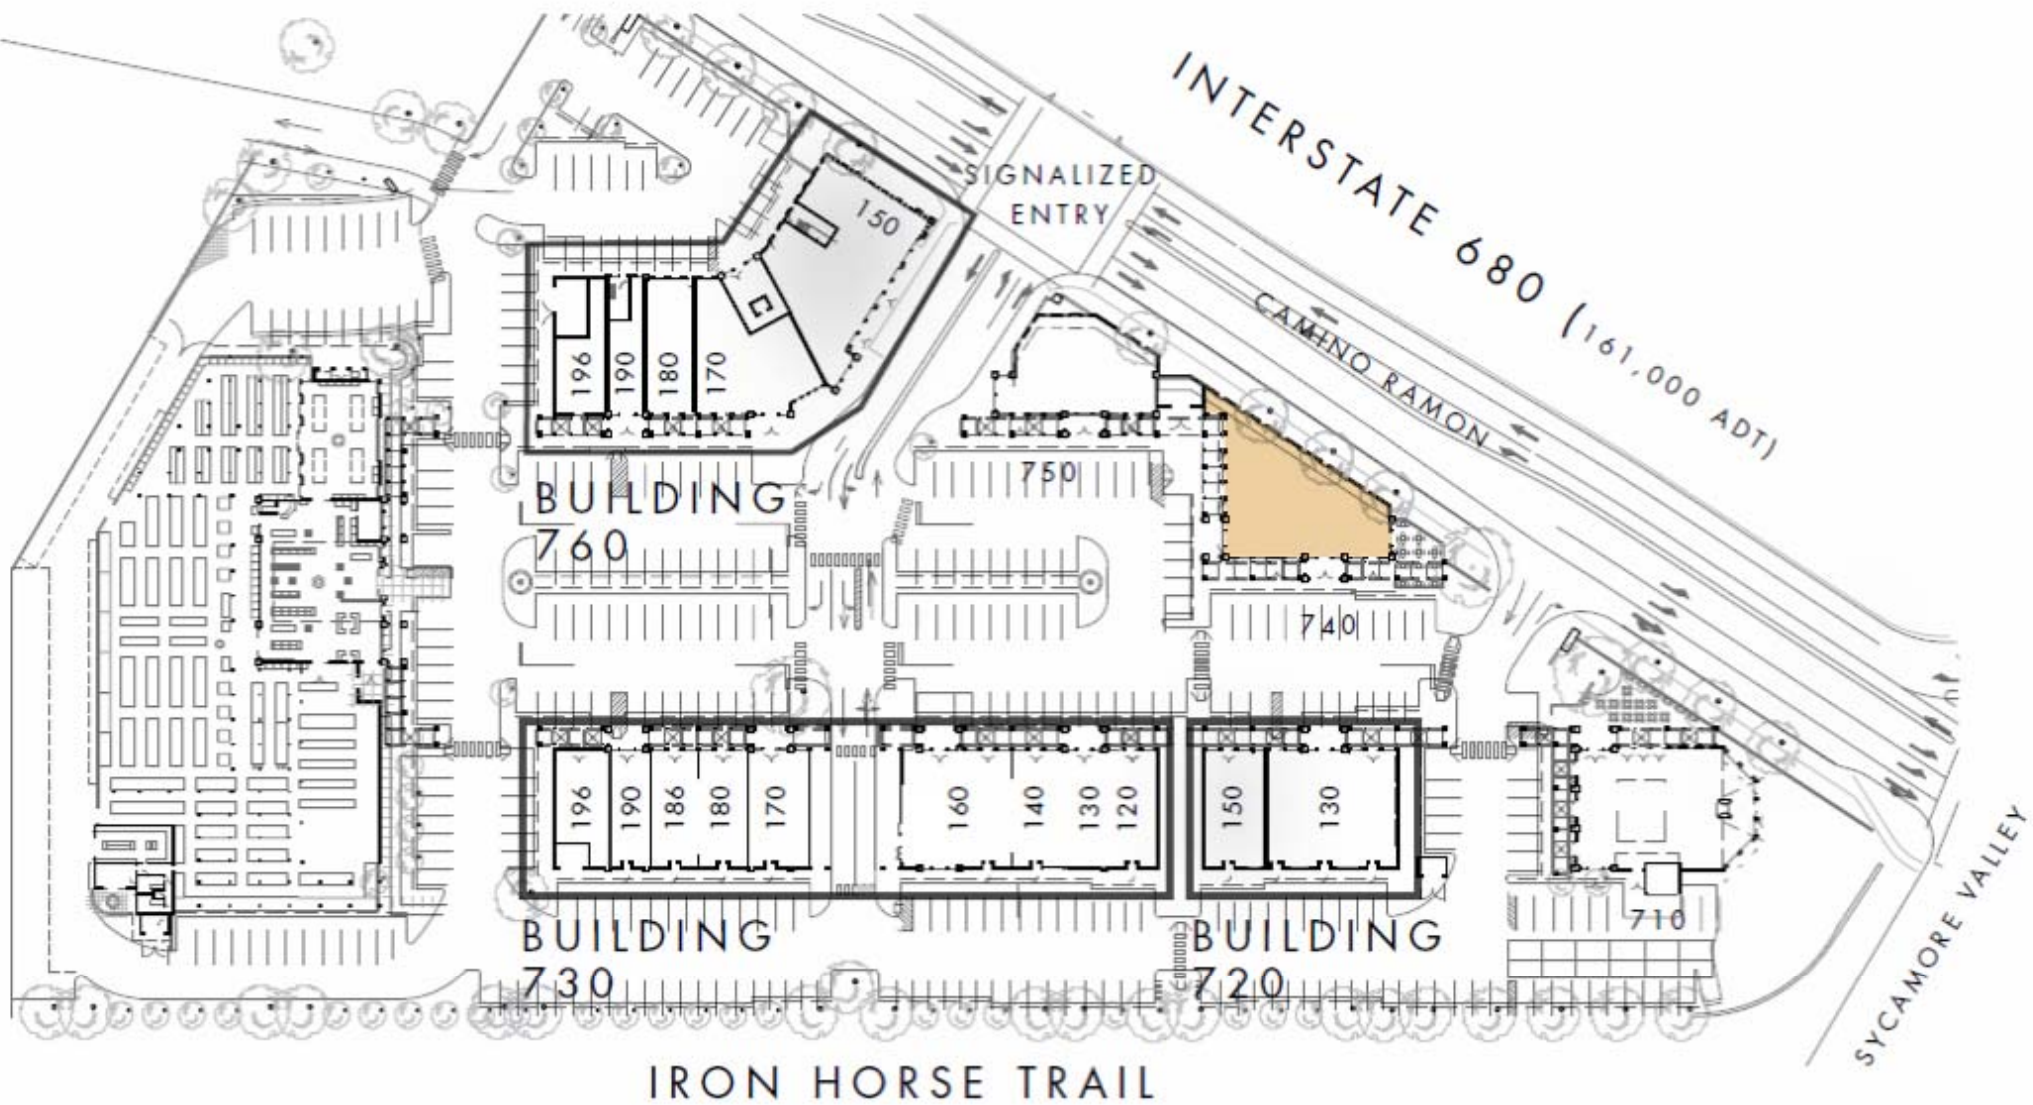 INTERSTATE 680 (161,000 ADT)
SIGNALIZED
ENTRY
CAMINO RAMON
150
196
190
180
170
BUILDING
760
750
740
196
190
186
180
170
160
140
130
120
150
130
BUILDING
730
BUILDING
720
710
SYCAMORE VALLEY
IRON HORSE TRAIL